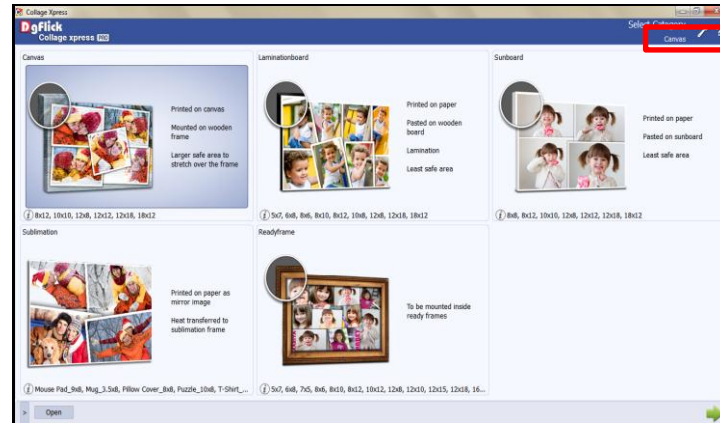 Collage Xpress
DgFlick
Collage xpress PRO
Select Category
Canvas
Canvas
Printed on canvas
Mounted on wooden
frame
Larger safe area to
stretch over the frame
8x12, 10x10, 12x8, 12x12, 12x18, 18x12
Laminationboard
Printed on paper
Pasted on wooden
board
Lamination
Least safe area
5x7, 6x8, 8x6, 8x10, 8x12, 10x8, 12x8, 12x18, 18x12
Sunboard
Printed on paper
Pasted on sunboard
Least safe area
8x8, 8x12, 10x10, 12x8, 12x12, 12x18, 18x12
Sublimation
Printed on paper as
mirror image
Heat transferred to
sublimation frame
Mouse Pad_9x8, Mug_3.5x8, Pillow Cover_8x8, Puzzle_10x8, T-Shirt_...
Readyframe
To be mounted inside
ready frames
5x7, 6x8, 7x5, 8x6, 8x10, 8x12, 10x12, 12x8, 12x10, 12x15, 12x18, 16...
Open